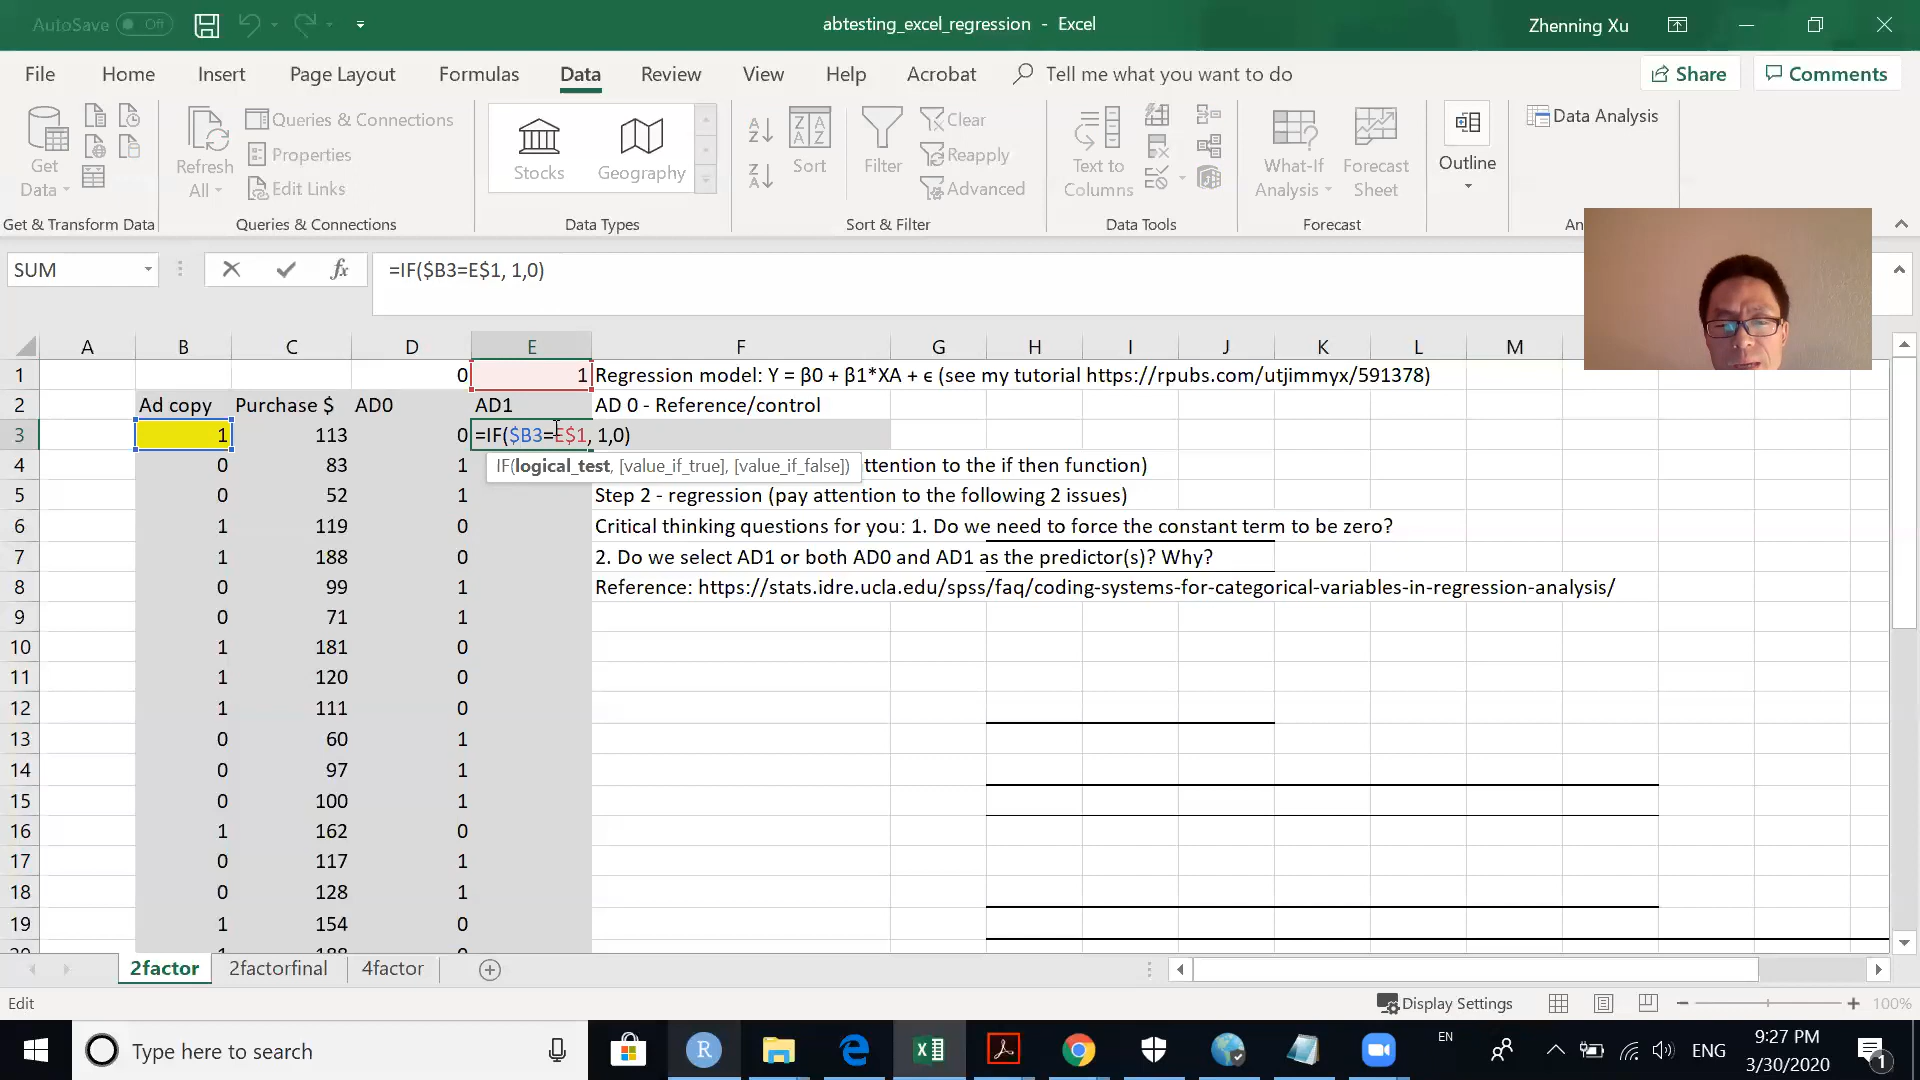 AutoSave Off
abtesting_excel_regression - Excel
Zhenning Xu
File Home Insert Page Layout Formulas Data Review View Help Acrobat Tell me what you want to do Share Comments
Get Data
Refresh All
Queries & Connections
Properties
Edit Links
Stocks
Geography
Sort
Filter
Clear
Reapply
Advanced
Text to Columns
What-If Analysis
Forecast Sheet
Outline
Data Analysis
Get & Transform Data
Queries & Connections
Data Types
Sort & Filter
Data Tools
Forecast
SUM
fx
=IF($B3=E$1, 1,0)
A B C D E F G H I J K L M
1 0 1 Regression model: Y = β0 + β1*XA + ϵ (see my tutorial https://rpubs.com/utjimmyx/591378)
2 Ad copy Purchase $ AD0 AD1 AD 0 - Reference/control
3 1 113 0 =IF($B3=E$1, 1,0)
IF(logical_test, [value_if_true], [value_if_false])
4 0 83 1 attention to the if then function)
5 0 52 1 Step 2 - regression (pay attention to the following 2 issues)
6 1 119 0 Critical thinking questions for you: 1. Do we need to force the constant term to be zero?
7 1 188 0 2. Do we select AD1 or both AD0 and AD1 as the predictor(s)? Why?
8 0 99 1 Reference: https://stats.idre.ucla.edu/spss/faq/coding-systems-for-categorical-variables-in-regression-analysis/
9 0 71 1
10 1 181 0
11 1 120 0
12 1 111 0
13 0 60 1
14 0 97 1
15 0 100 1
16 1 162 0
17 0 117 1
18 0 128 1
19 1 154 0
2factor 2factorfinal 4factor
Edit
Display Settings
100%
Type here to search
EN
ENG
9:27 PM
3/30/2020
1